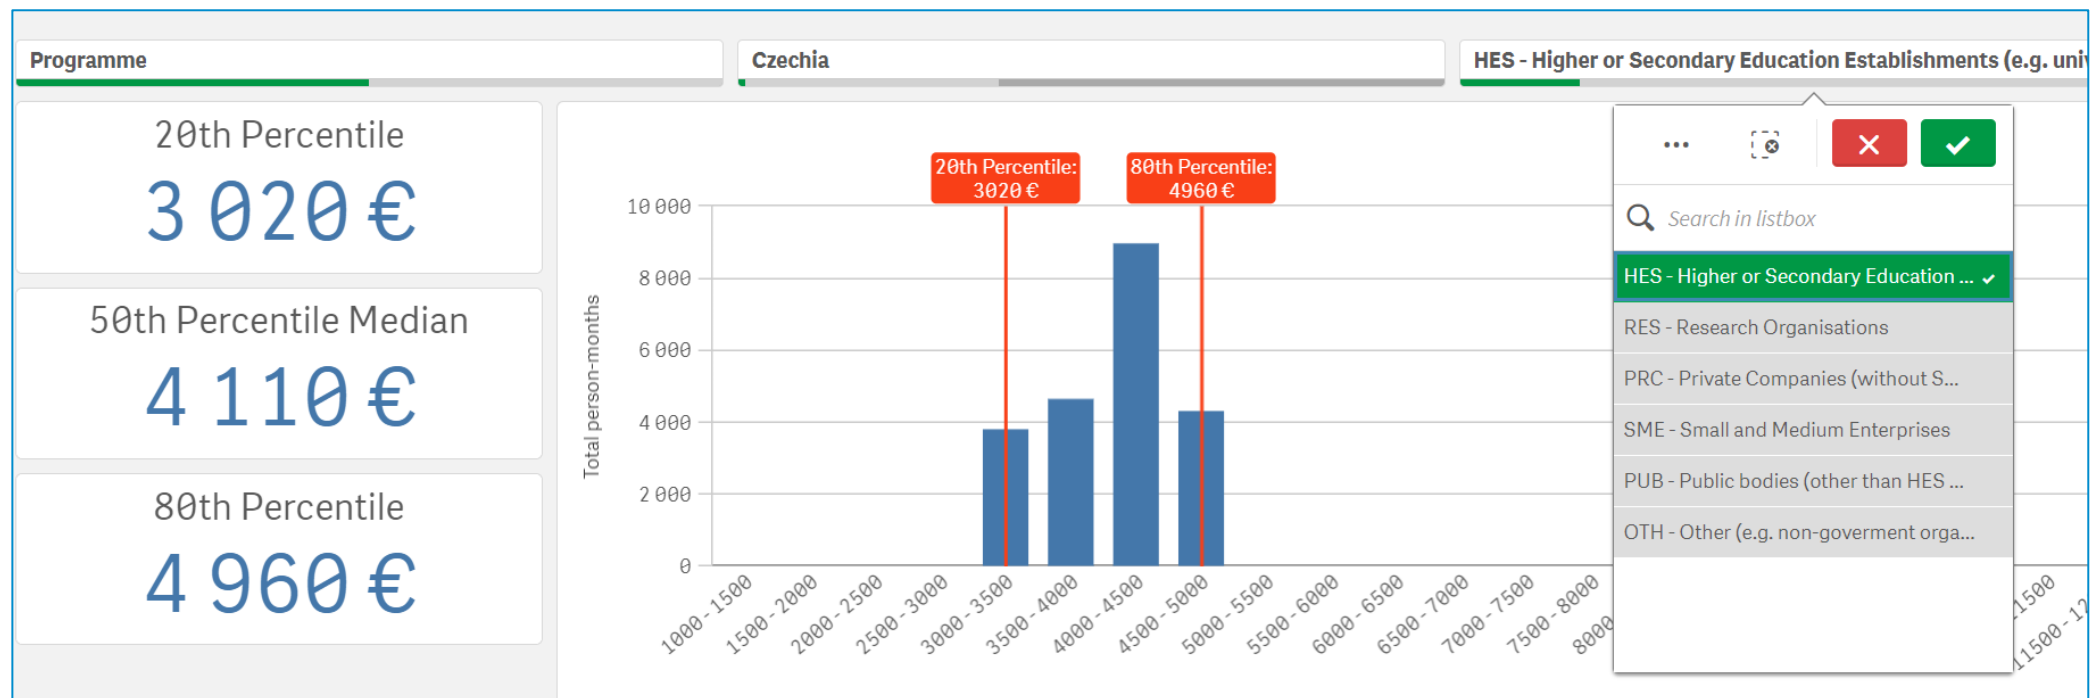 Programme
Czechia
HES - Higher or Secondary Education Establishments (e.g. univ
20th Percentile
3 020 €
50th Percentile Median
4 110 €
80th Percentile
4 960 €
Total person-months
10 000
8 000
6 000
4 000
2 000
0
20th Percentile:
3020 €
80th Percentile:
4960 €
1000 - 1500
1500 - 2000
2000 - 2500
2500 - 3000
3000 - 3500
3500 - 4000
4000 - 4500
4500 - 5000
5000 - 5500
5500 - 6000
6000 - 6500
6500 - 7000
7000 - 7500
7500 - 8000
8000
11500
11500 - 12
Search in listbox
HES - Higher or Secondary Education ...
RES - Research Organisations
PRC - Private Companies (without S...
SME - Small and Medium Enterprises
PUB - Public bodies (other than HES ...
OTH - Other (e.g. non-goverment orga...